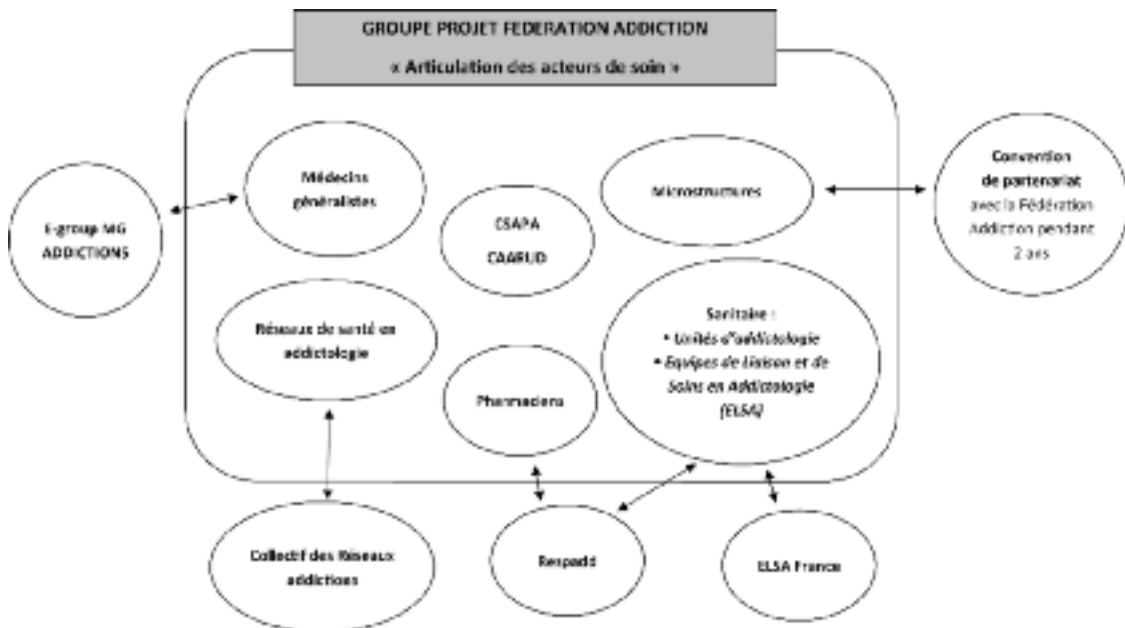 GROUPE PROJET FEDERATION ADDICTION
« Articulation des acteurs de soin »
Médecins
généralistes
Microstructures
Convention
de partenariat
avec la Fédération
Addiction pendant
2 ans
E-group MG
ADDICTIONS
CSAPA
CAARUD
Réseaux de santé en
addictologie
Sanitaire :
• Unités d'addictologie
• Equipes de Liaison et de
Soins en Addictologie
(ELSA)
Pharmaciens
Collectif des Réseaux
addictions
Respadd
ELSA France